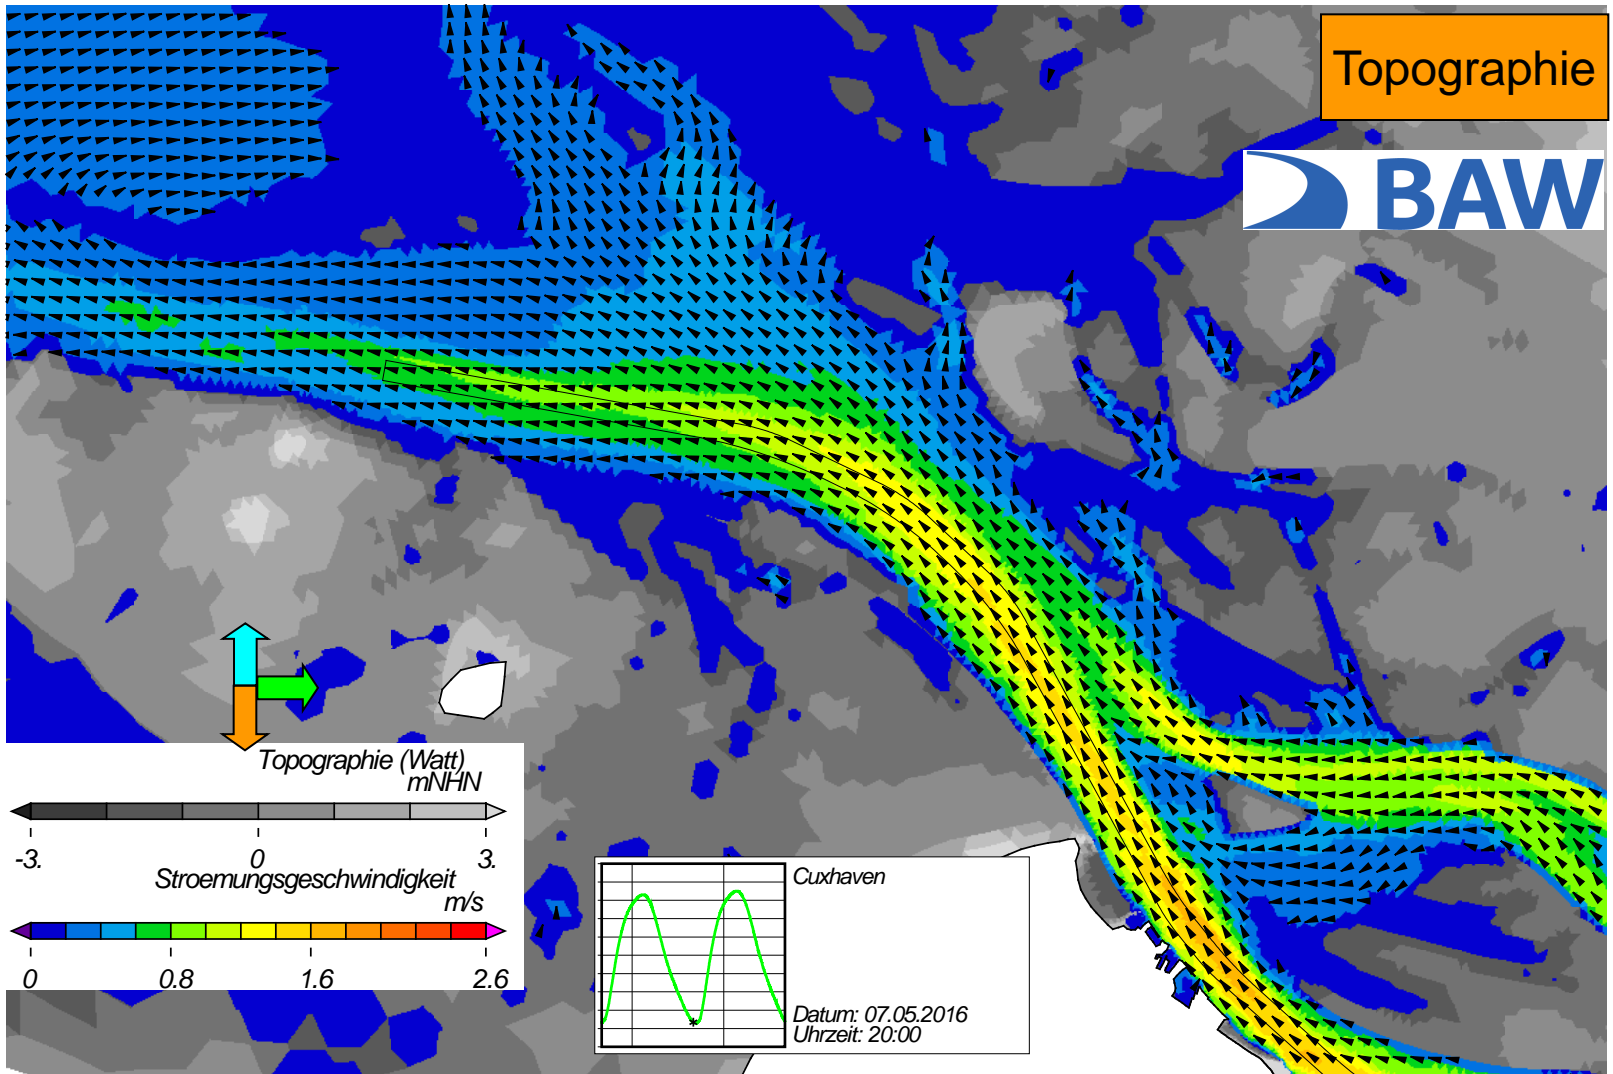 Topographie
BAW
Topographie (Watt)
mNHN
-3. 0 3.
Stroemungsgeschwindigkeit
m/s
0 0.8 1.6 2.6
Cuxhaven
Datum: 07.05.2016
Uhrzeit: 20:00